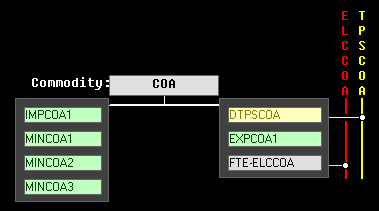 ELCCOA
TPSCOA
Commodity: COA
IMPCOA1
MINCOA1
MINCOA2
MINCOA3
DTPSCOA
EXPCOA1
FTE-ELCCOA